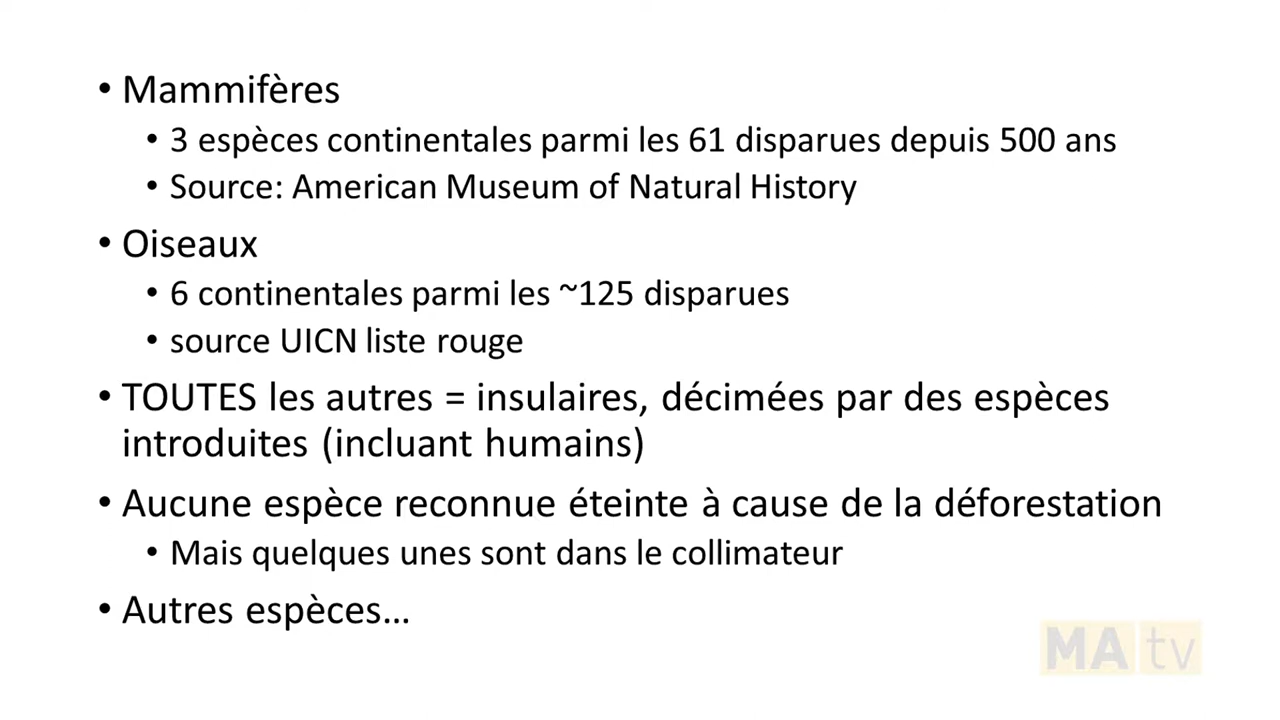 • Mammifères
• 3 espèces continentales parmi les 61 disparues depuis 500 ans
• Source: American Museum of Natural History
• Oiseaux
• 6 continentales parmi les ~125 disparues
• source UICN liste rouge
• TOUTES les autres = insulaires, décimées par des espèces
introduites (incluant humains)
• Aucune espèce reconnue éteinte à cause de la déforestation
• Mais quelques unes sont dans le collimateur
• Autres espèces…
MAtv